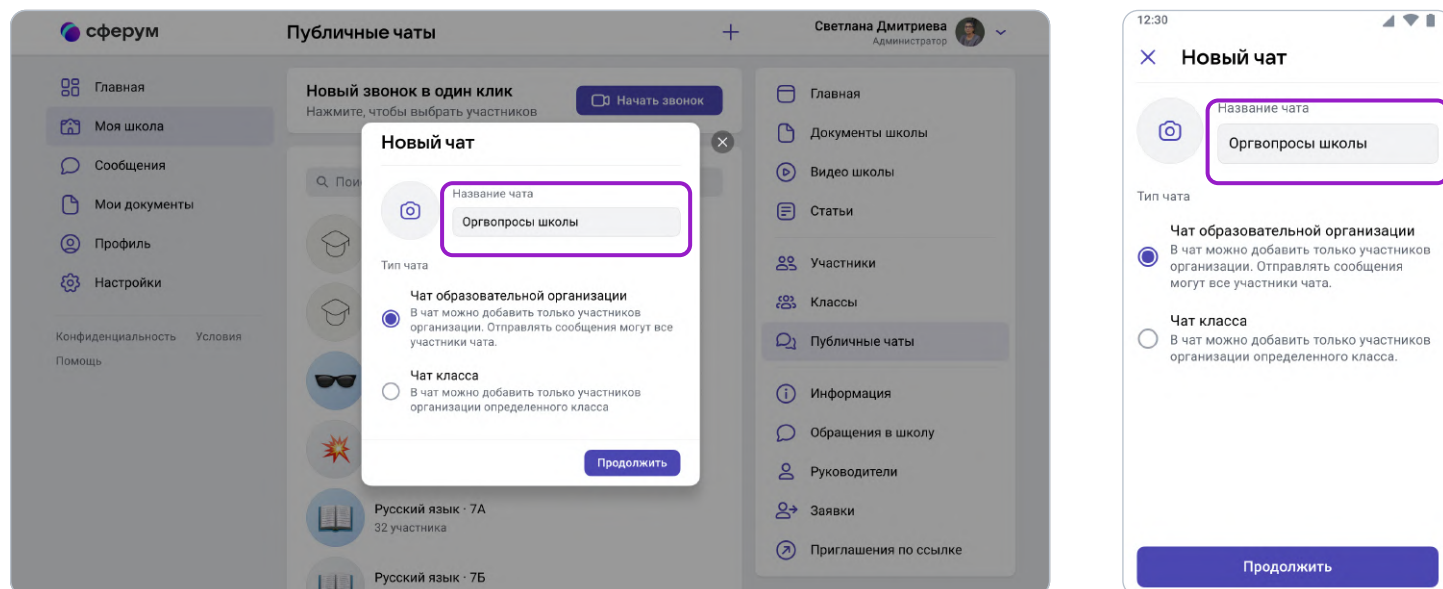 сферум
Публичные чаты
Светлана Дмитриева
Администратор
Главная
Моя школа
Сообщения
Мои документы
Профиль
Настройки
Конфиденциальность Условия
Помощь
Новый звонок в один клик
Нажмите, чтобы выбрать участников
Начать звонок
Новый чат
Название чата
Оргвопросы школы
Тип чата
Чат образовательной организации
В чат можно добавить только участников
организации. Отправлять сообщения могут все
участники чата.
Чат класса
В чат можно добавить только участников
организации определенного класса
Продолжить
Русский язык · 7А
32 участника
Русский язык · 7Б
Главная
Документы школы
Видео школы
Статьи
Участники
Классы
Публичные чаты
Информация
Обращения в школу
Руководители
Заявки
Приглашения по ссылке
12:30
Новый чат
Название чата
Оргвопросы школы
Тип чата
Чат образовательной организации
В чат можно добавить только участников
организации. Отправлять сообщения
могут все участники чата.
Чат класса
В чат можно добавить только участников
организации определенного класса.
Продолжить